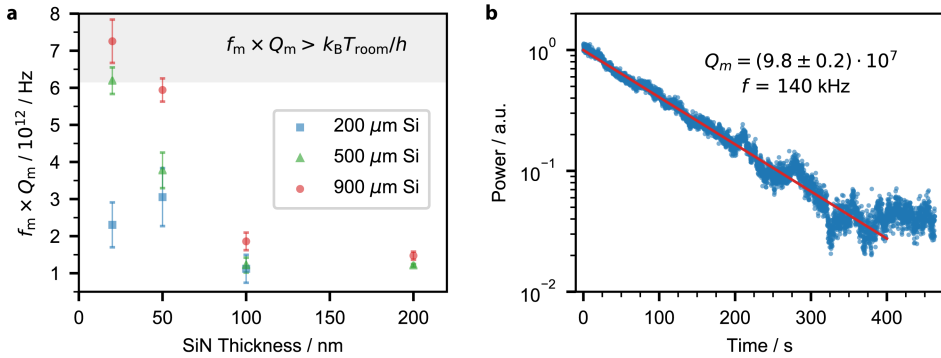 a
f_m × Q_m / 10^12 / Hz
8
7
6
5
4
3
2
1
f_m × Q_m > k_B T_room/h
200 μm Si
500 μm Si
900 μm Si
0
50
100
150
200
SiN Thickness / nm
b
Power / a.u.
10^0
10^−1
10^−2
Q_m = (9.8 ± 0.2) · 10^7
f = 140 kHz
0
100
200
300
400
Time / s